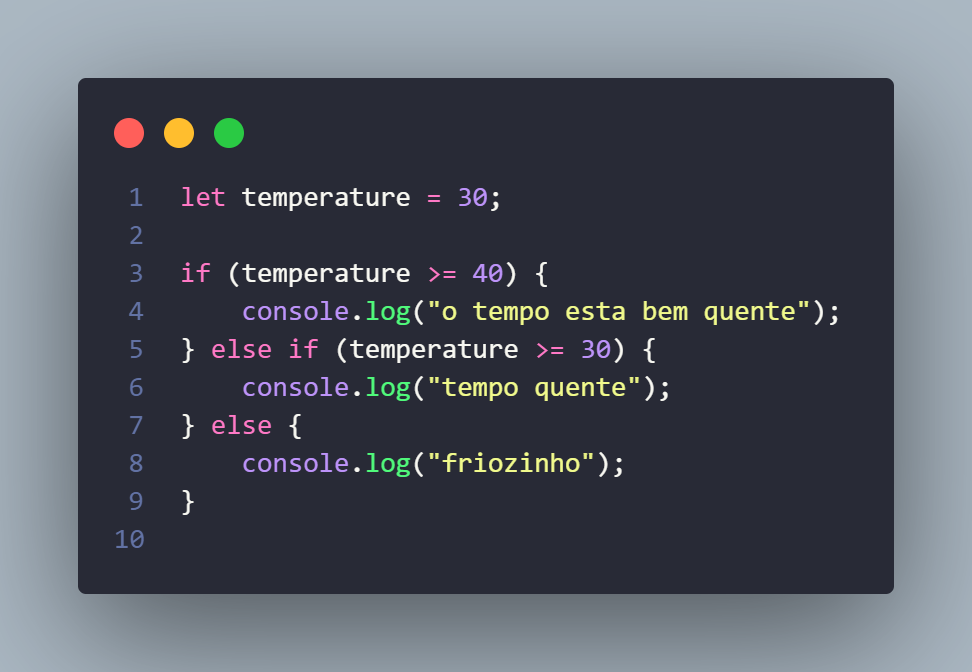 1 let temperature = 30;
2
3 if (temperature >= 40) {
4     console.log("o tempo esta bem quente");
5 } else if (temperature >= 30) {
6     console.log("tempo quente");
7 } else {
8     console.log("friozinho");
9 }
10